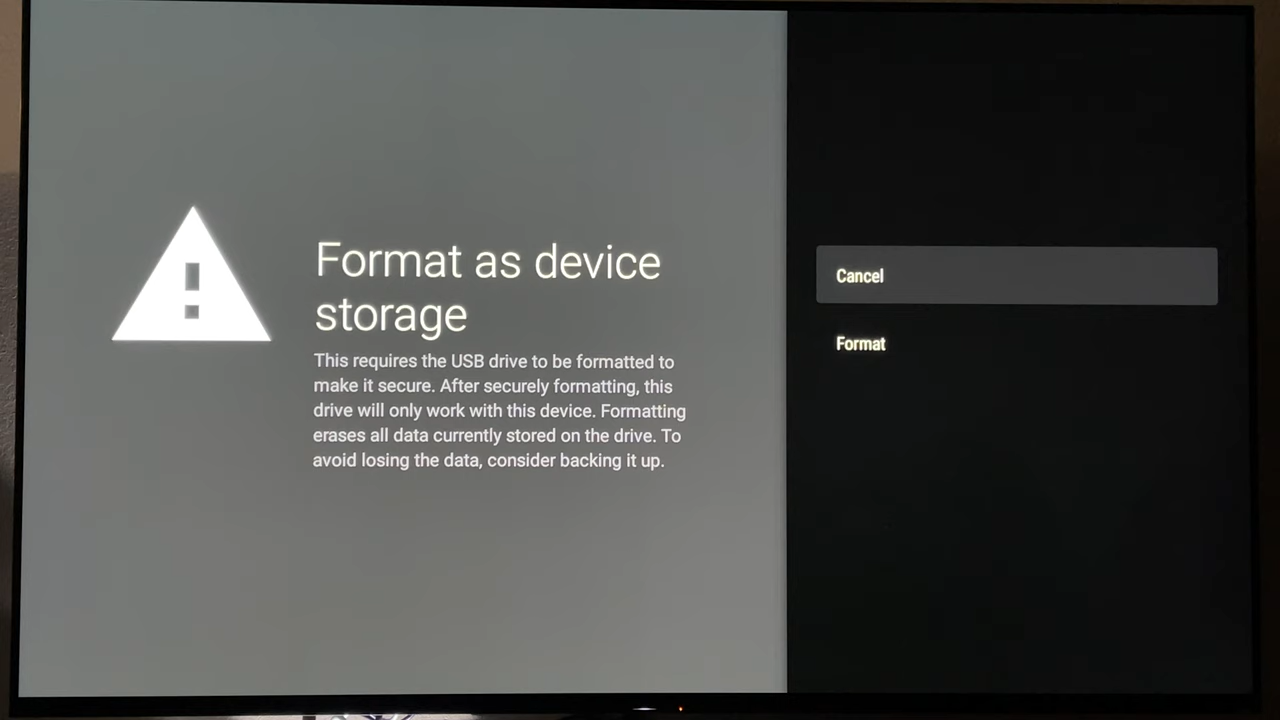 Format as device
storage
This requires the USB drive to be formatted to
make it secure. After securely formatting, this
drive will only work with this device. Formatting
erases all data currently stored on the drive. To
avoid losing the data, consider backing it up.
Cancel
Format